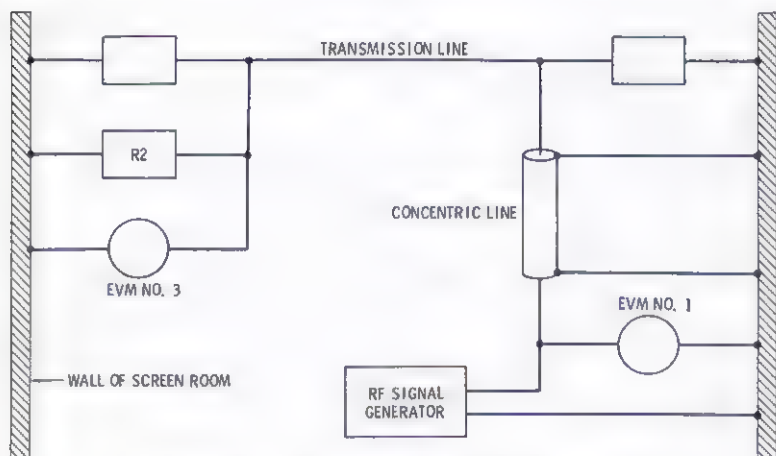 TRANSMISSION LINE
R2
CONCENTRIC LINE
EVM NO. 3
EVM NO. 1
WALL OF SCREEN ROOM
RF SIGNAL
GENERATOR